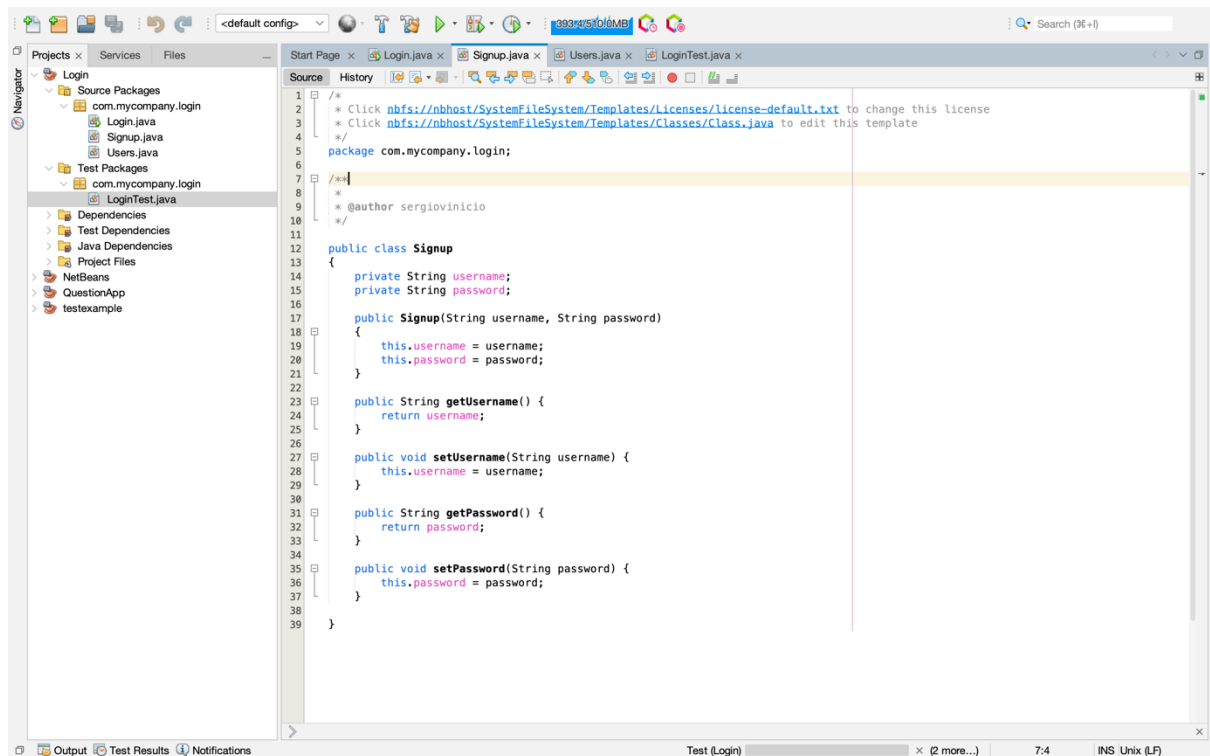 <default config>
393.4/510.0MB
Search (⌘+I)
Projects
Services
Files
Start Page
Login.java
Signup.java
Users.java
LoginTest.java
Navigator
Login
Source Packages
com.mycompany.login
Login.java
Signup.java
Users.java
Test Packages
com.mycompany.login
LoginTest.java
Dependencies
Test Dependencies
Java Dependencies
Project Files
NetBeans
QuestionApp
testexample
Source History
1 /*
2 * Click nbfs://nbhost/SystemFileSystem/Templates/Licenses/license-default.txt to change this license
3 * Click nbfs://nbhost/SystemFileSystem/Templates/Classes/Class.java to edit this template
4 */
5 package com.mycompany.login;
6
7 /**
8 *
9 * @author sergiovinicio
10 */
11
12 public class Signup
13 {
14 private String username;
15 private String password;
16
17 public Signup(String username, String password)
18 {
19 this.username = username;
20 this.password = password;
21 }
22
23 public String getUsername() {
24 return username;
25 }
26
27 public void setUsername(String username) {
28 this.username = username;
29 }
30
31 public String getPassword() {
32 return password;
33 }
34
35 public void setPassword(String password) {
36 this.password = password;
37 }
38
39 }
Output
Test Results
Notifications
Test (Login)
(2 more...)
7:4
INS Unix (LF)